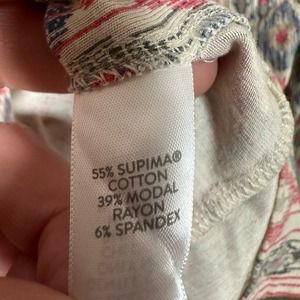 55% SUPIMA®
COTTON
39% MODAL
RAYON
6% SPANDEX